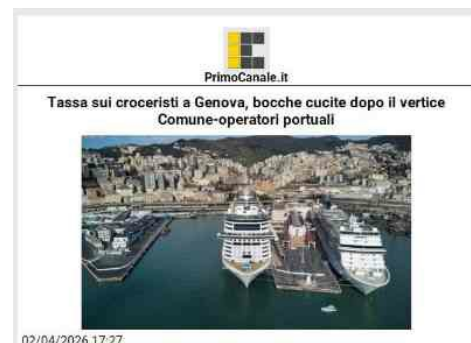 PrimoCanale.it
Tassa sui croceristi a Genova, bocche cucite dopo il vertice
Comune-operatori portuali
02/04/2026 17:27